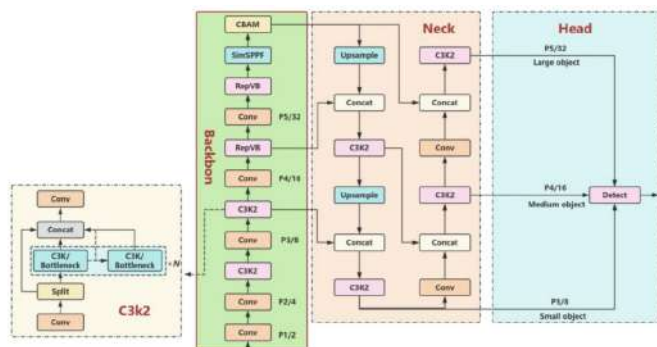 Neck
Head
CBAM
SimSPPF
RepVB
Conv
P5/32
RepVB
Conv
P4/16
C3K2
Conv
P3/8
C3K2
Conv
P2/4
Conv
P1/2
Backbon
Upsample
Concat
C3K2
Upsample
Concat
C3K2
C3K2
Concat
Conv
C3K2
Concat
Conv
P5/32
Large object
P4/16
Medium object
P3/8
Small object
Detect
Conv
Concat
C3K/
Bottleneck
C3K/
Bottleneck
Split
Conv
C3k2